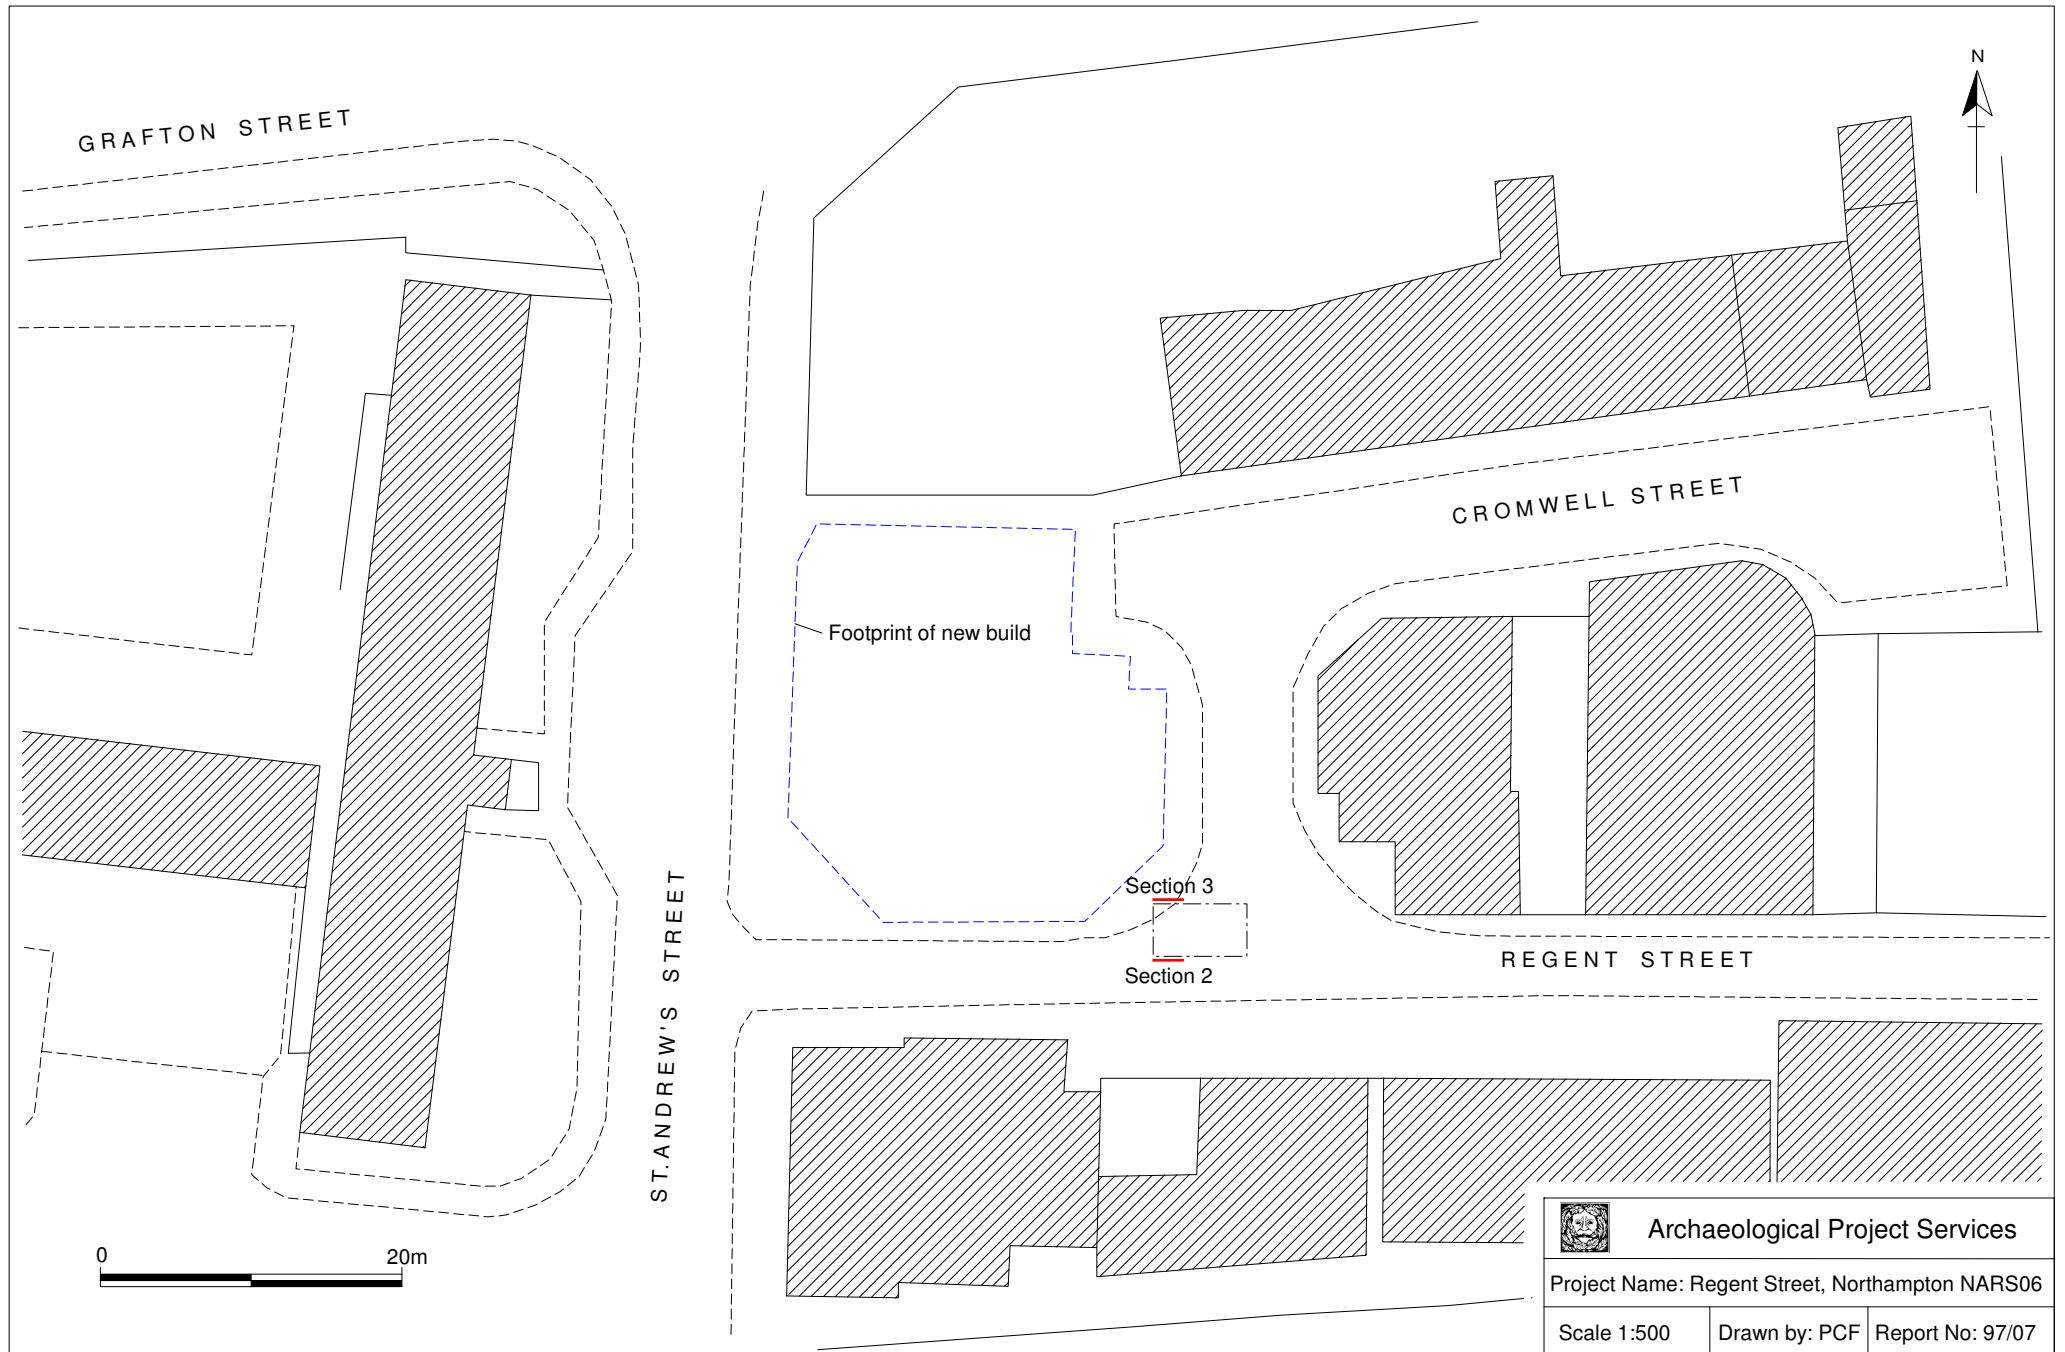 GRAFTON STREET
N
CROMWELL STREET
Footprint of new build
Section 3
Section 2
REGENT STREET
ST.ANDREW'S STREET
0 20m
Archaeological Project Services
Project Name: Regent Street, Northampton NARS06
Scale 1:500 Drawn by: PCF Report No: 97/07